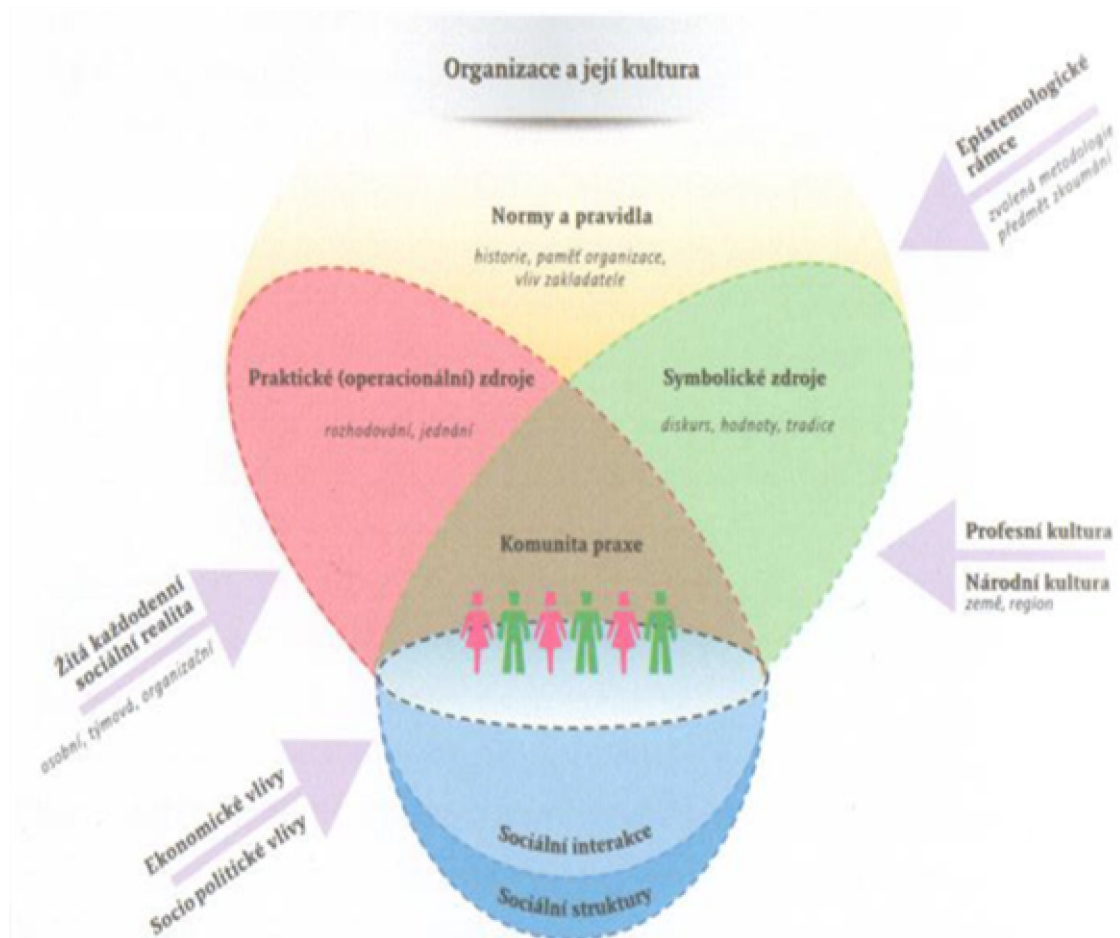 Organizace a její kultura
Epistemologické
rámce
zvolená metodologie
předmět zkoumání
Normy a pravidla
historie, paměť organizace,
vliv zakladatele
Praktické (operacionální) zdroje
rozhodování, jednání
Symbolické zdroje
diskurs, hodnoty, tradice
Komunita praxe
Profesní kultura
Národní kultura
země, region
Žitá každodenní
sociální realita
osobní, týmová, organizační
Ekonomické vlivy
Socio politické vlivy
Sociální interakce
Sociální struktury